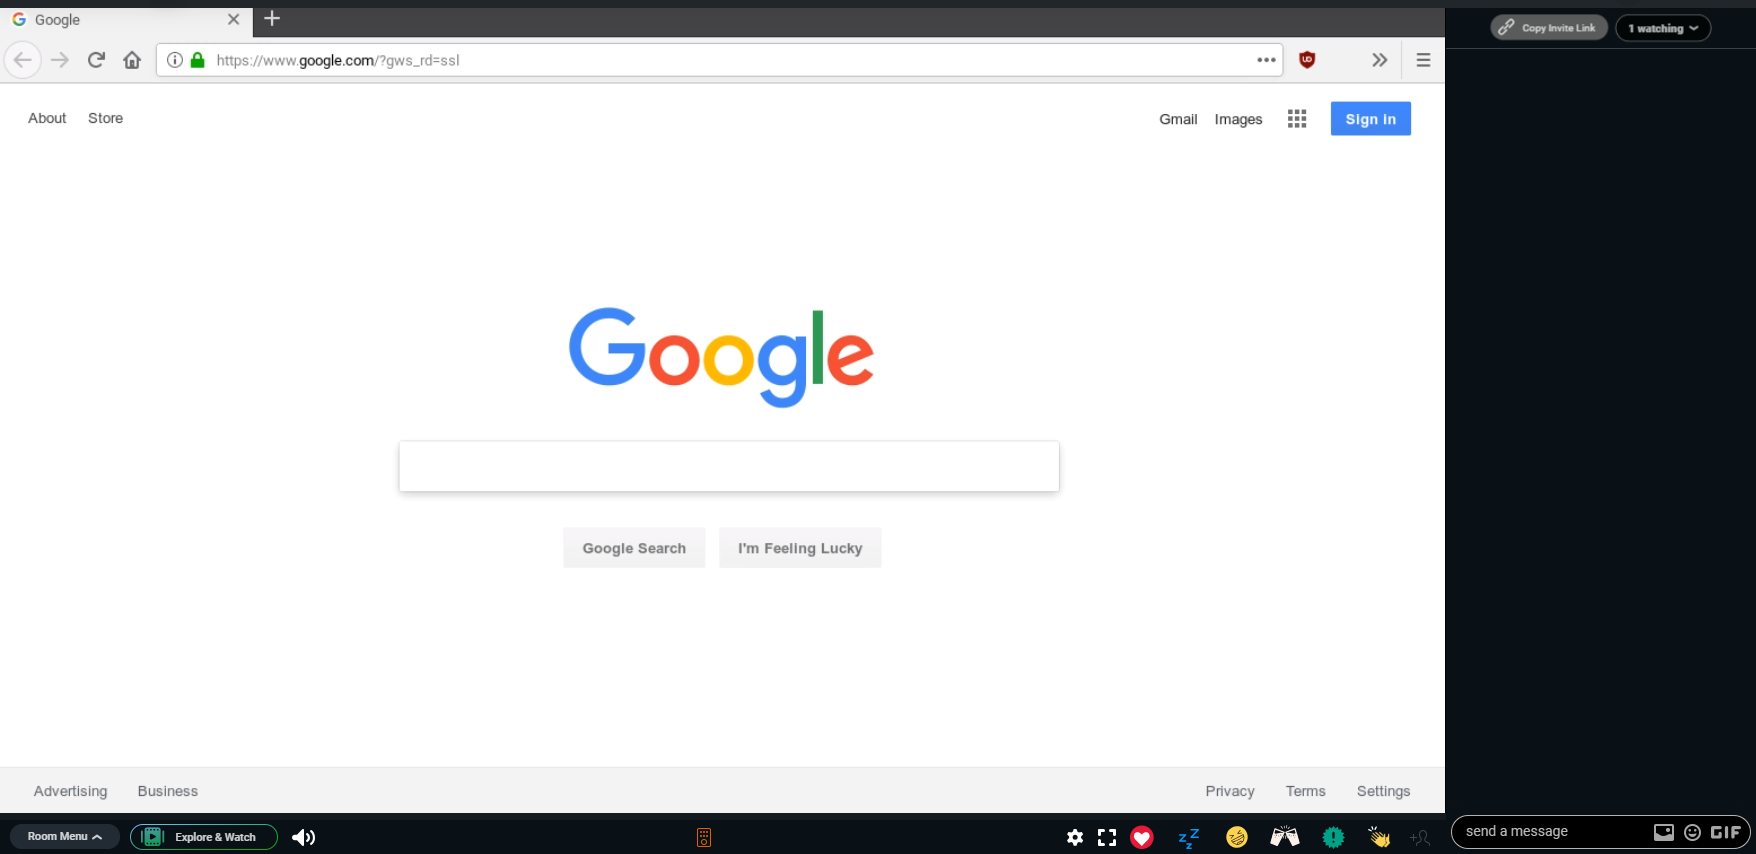 Google
Copy Invite Link
1 watching
https://www.google.com/?gws_rd=ssl
About
Store
Gmail
Images
Sign in
Google
Google Search
I'm Feeling Lucky
Advertising
Business
Privacy
Terms
Settings
Room Menu
Explore & Watch
send a message
GIF